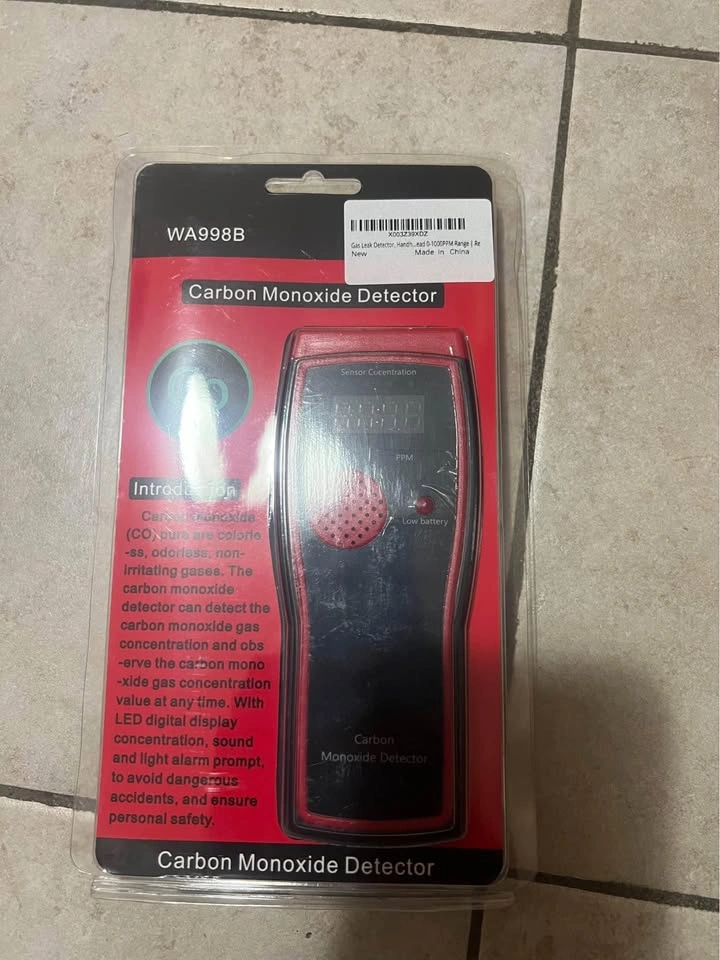 WA998B
X003Z39XDZ
Gas Leak Detector, Handh...ead 0-1000PPM Range | Re
New Made in China
Carbon Monoxide Detector
Sensor Cocentration
PPM
Low battery
Introduction
Carbon monoxide
(CO) pure are colorle
-ss, odorless, non-
irritating gases. The
carbon monoxide
detector can detect the
carbon monoxide gas
concentration and obs
-erve the carbon mono
-xide gas concentration
value at any time. With
LED digital display
concentration, sound
and light alarm prompt,
to avoid dangerous
accidents, and ensure
personal safety.
Carbon
Monoxide Detector
Carbon Monoxide Detector